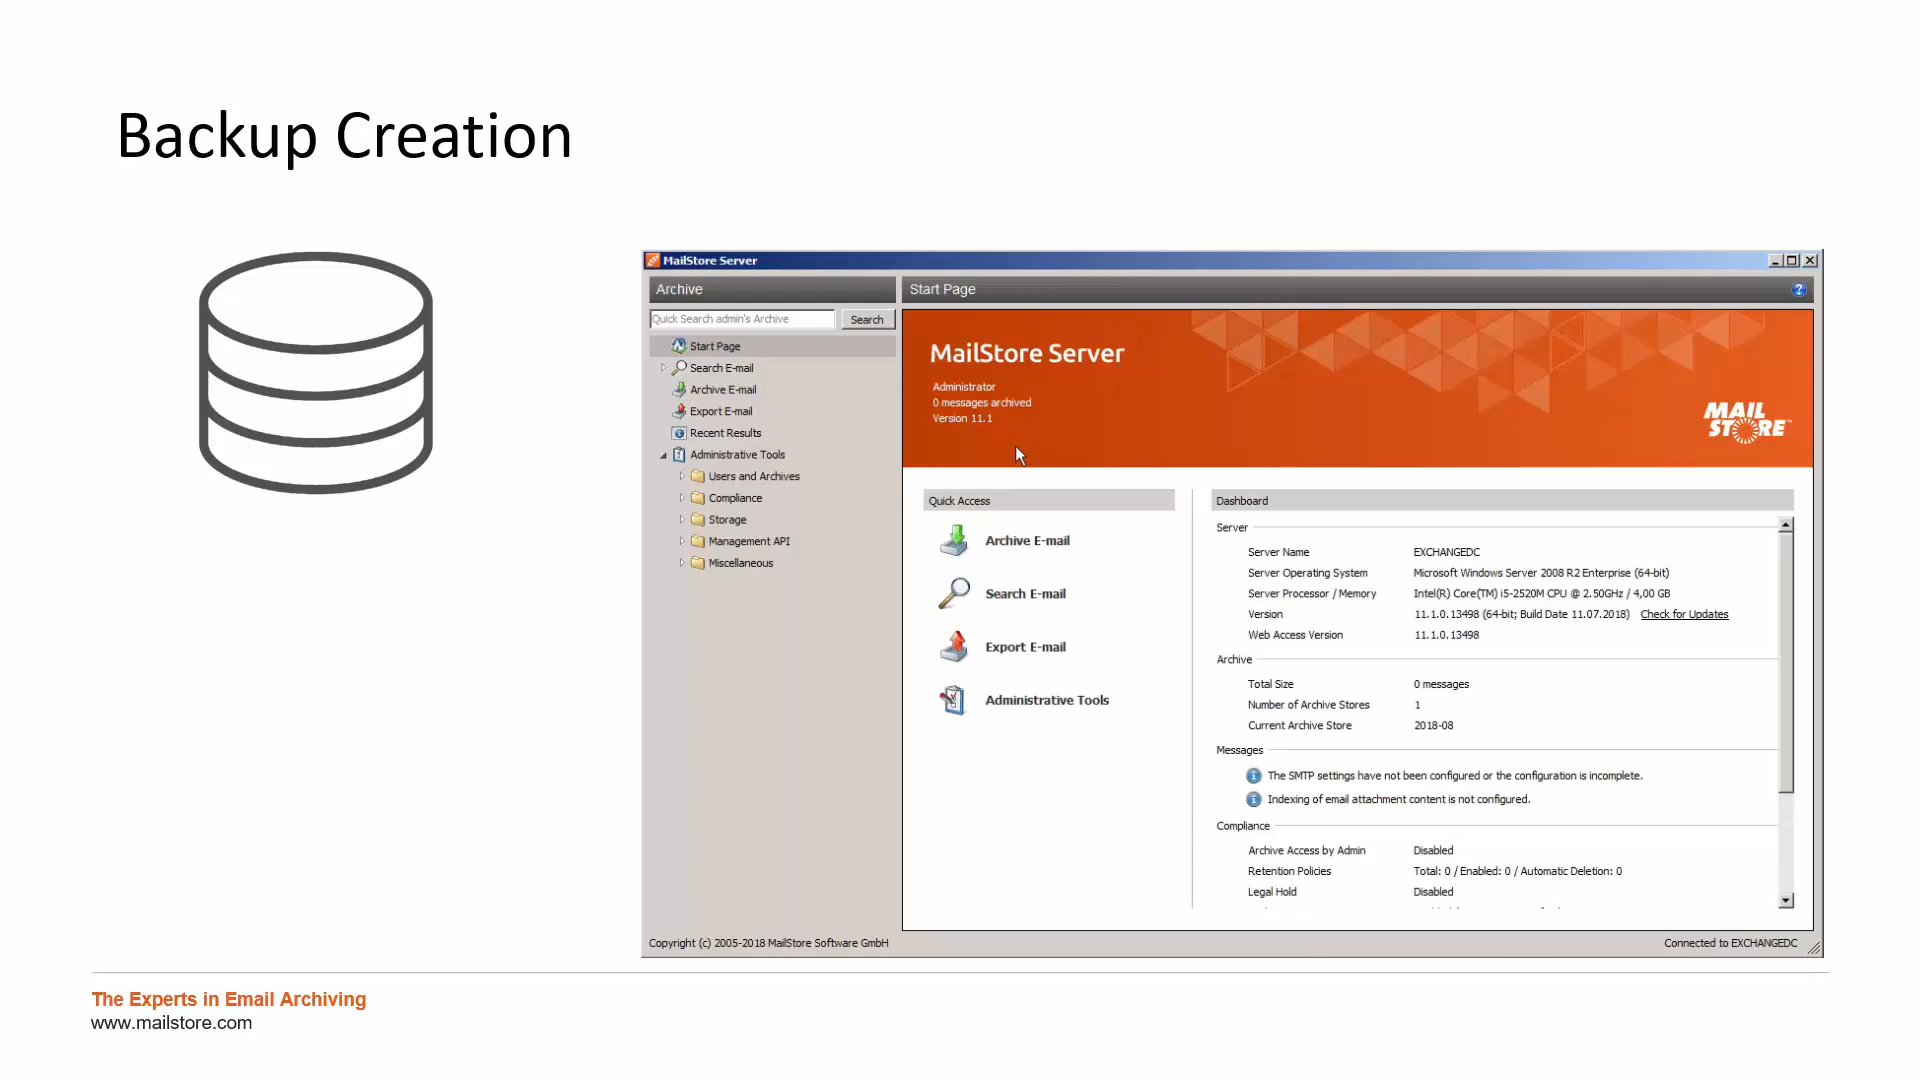 Backup Creation
MailStore Server
Archive
Quick Search admin's Archive
Search
Start Page
Search E-mail
Archive E-mail
Export E-mail
Recent Results
Administrative Tools
Users and Archives
Compliance
Storage
Management API
Miscellaneous
Start Page
MailStore Server
Administrator
0 messages archived
Version 11.1
MAIL
STORE™
Quick Access
Archive E-mail
Search E-mail
Export E-mail
Administrative Tools
Dashboard
Server
Server Name EXCHANGEDC
Server Operating System Microsoft Windows Server 2008 R2 Enterprise (64-bit)
Server Processor / Memory Intel(R) Core(TM) i5-2520M CPU @ 2.50GHz / 4,00 GB
Version 11.1.0.13498 (64-bit; Build Date 11.07.2018) Check for Updates
Web Access Version 11.1.0.13498
Archive
Total Size 0 messages
Number of Archive Stores 1
Current Archive Store 2018-08
Messages
The SMTP settings have not been configured or the configuration is incomplete.
Indexing of email attachment content is not configured.
Compliance
Archive Access by Admin Disabled
Retention Policies Total: 0 / Enabled: 0 / Automatic Deletion: 0
Legal Hold Disabled
Copyright (c) 2005-2018 MailStore Software GmbH
Connected to EXCHANGEDC
The Experts in Email Archiving
www.mailstore.com